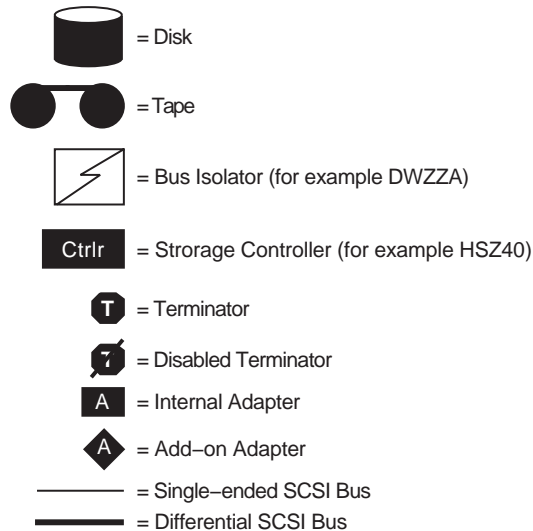 = Disk
= Tape
= Bus Isolator (for example DWZZA)
Ctrlr = Strorage Controller (for example HSZ40)
T = Terminator
= Disabled Terminator
A = Internal Adapter
A = Add−on Adapter
= Single−ended SCSI Bus
= Differential SCSI Bus